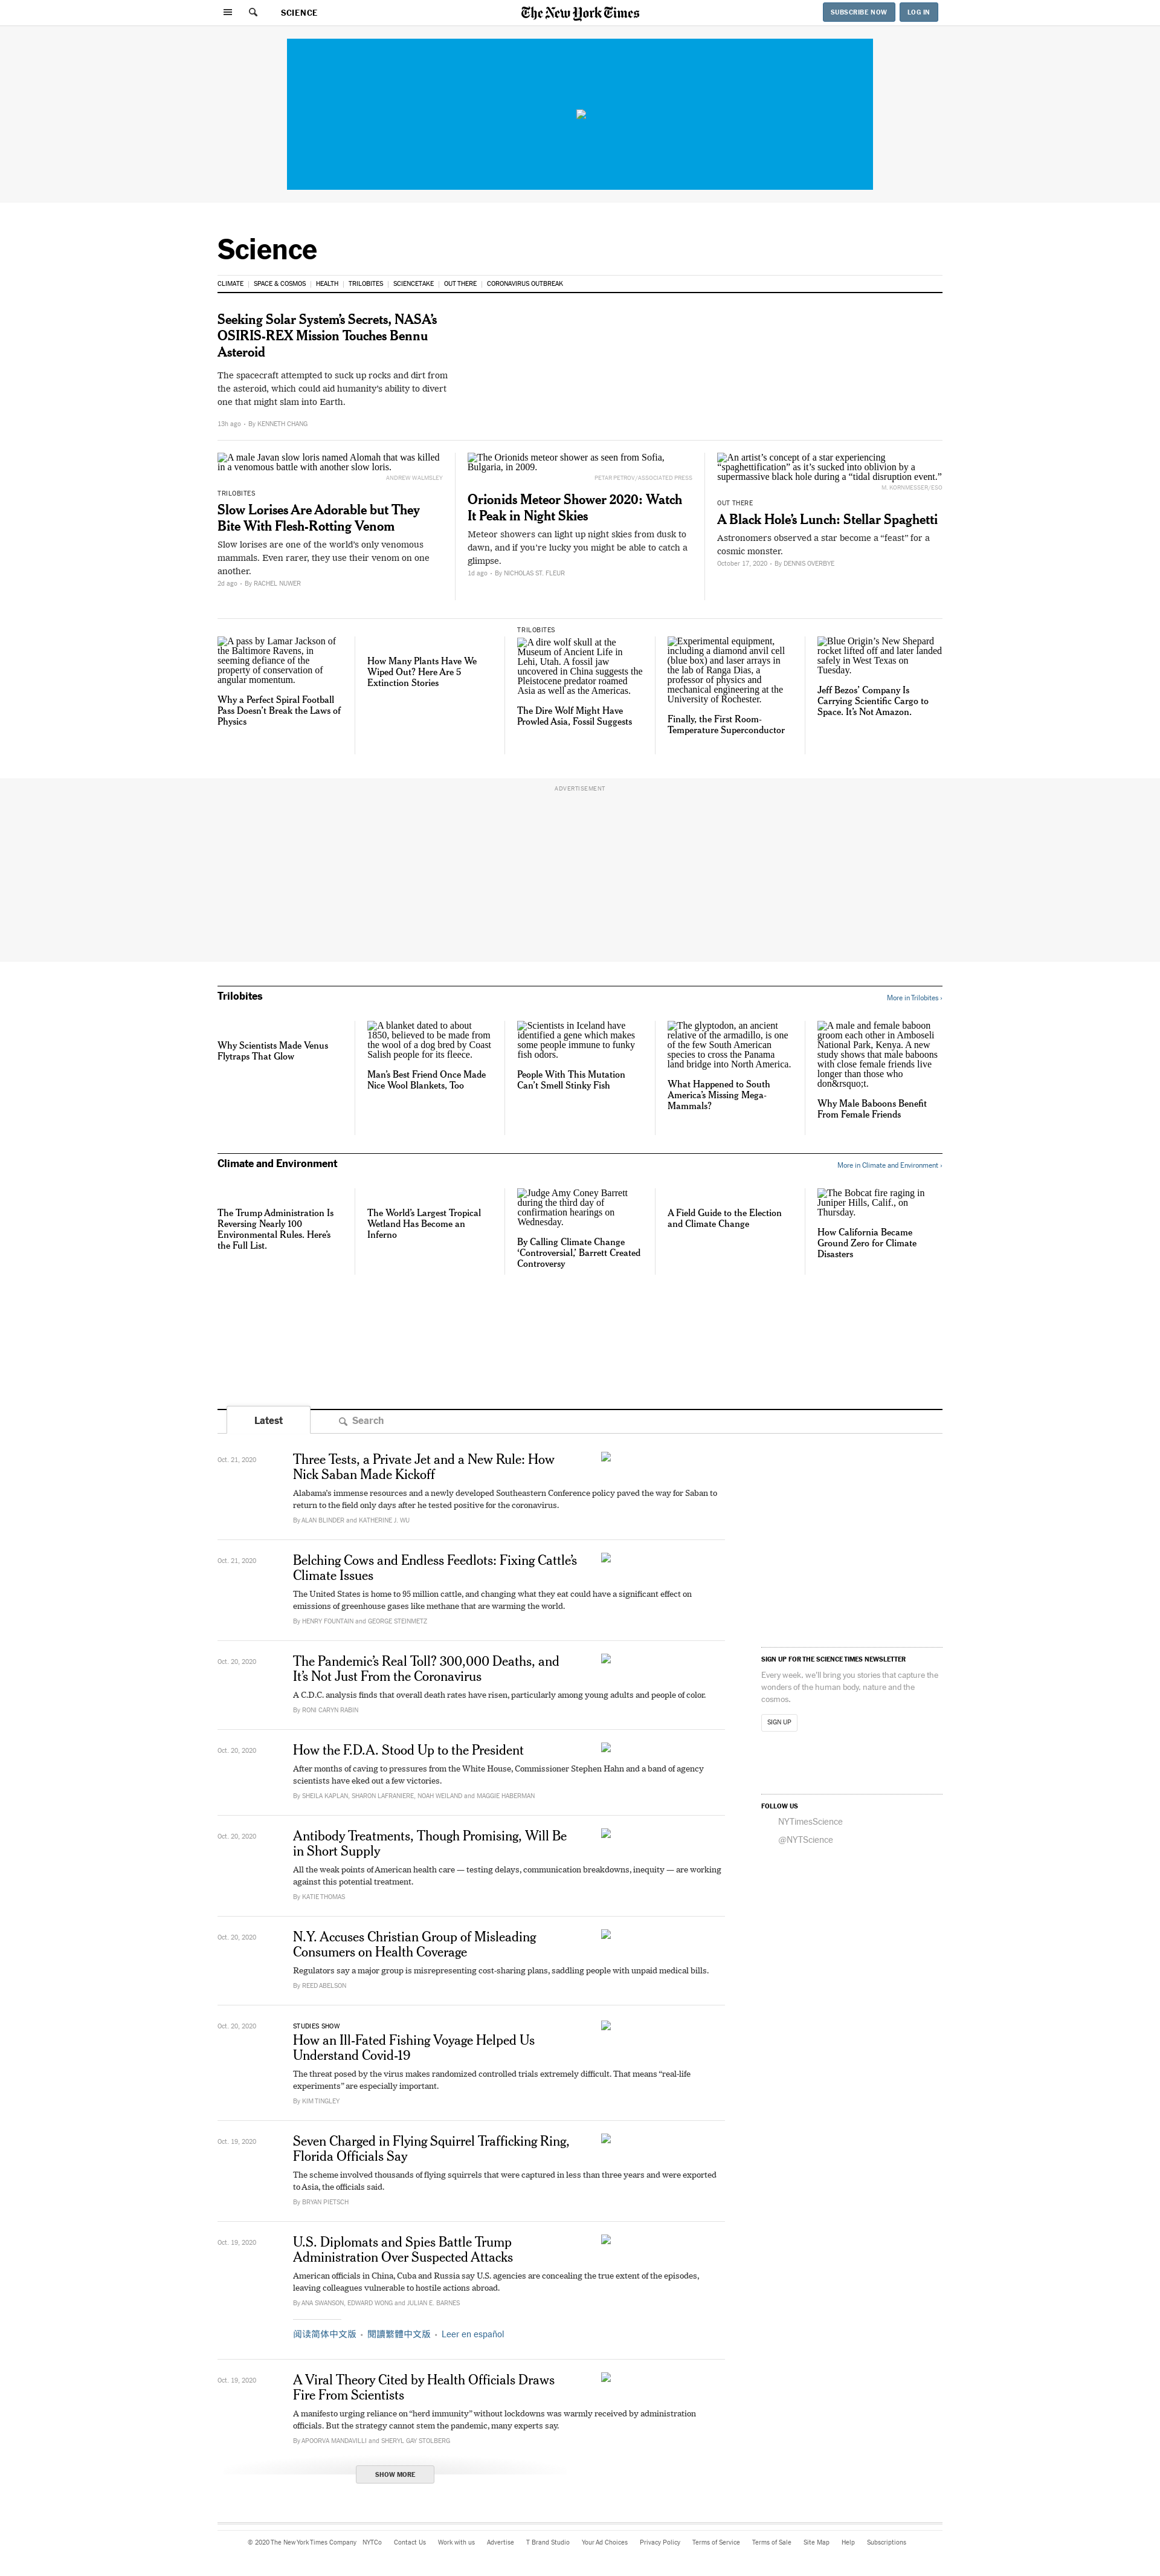 SCIENCE
The New York Times
SUBSCRIBE NOW
LOG IN
Science
CLIMATE | SPACE & COSMOS | HEALTH | TRILOBITES | SCIENCETAKE | OUT THERE | CORONAVIRUS OUTBREAK
Seeking Solar System’s Secrets, NASA’s
OSIRIS-REX Mission Touches Bennu
Asteroid
The spacecraft attempted to suck up rocks and dirt from
the asteroid, which could aid humanity’s ability to divert
one that might slam into Earth.
13h ago - By KENNETH CHANG
A male Javan slow loris named Alomah that was killed
in a venomous battle with another slow loris.
ANDREW WALMSLEY
TRILOBITES
Slow Lorises Are Adorable but They
Bite With Flesh-Rotting Venom
Slow lorises are one of the world’s only venomous
mammals. Even rarer, they use their venom on one
another.
2d ago - By RACHEL NUWER
The Orionids meteor shower as seen from Sofia,
Bulgaria, in 2009.
PETAR PETROV/ASSOCIATED PRESS
Orionids Meteor Shower 2020: Watch
It Peak in Night Skies
Meteor showers can light up night skies from dusk to
dawn, and if you’re lucky you might be able to catch a
glimpse.
1d ago - By NICHOLAS ST. FLEUR
An artist’s concept of a star experiencing
“spaghettification” as it’s sucked into oblivion by a
supermassive black hole during a “tidal disruption event.”
M. KORNMESSER/ESO
OUT THERE
A Black Hole’s Lunch: Stellar Spaghetti
Astronomers observed a star become a “feast” for a
cosmic monster.
October 17, 2020 - By DENNIS OVERBYE
A pass by Lamar Jackson of
the Baltimore Ravens, in
seeming defiance of the
property of conservation of
angular momentum.
Why a Perfect Spiral Football
Pass Doesn’t Break the Laws of
Physics
How Many Plants Have We
Wiped Out? Here Are 5
Extinction Stories
TRILOBITES
A dire wolf skull at the
Museum of Ancient Life in
Lehi, Utah. A fossil jaw
uncovered in China suggests the
Pleistocene predator roamed
Asia as well as the Americas.
The Dire Wolf Might Have
Prowled Asia, Fossil Suggests
Experimental equipment,
including a diamond anvil cell
(blue box) and laser arrays in
the lab of Ranga Dias, a
professor of physics and
mechanical engineering at the
University of Rochester.
Finally, the First Room-
Temperature Superconductor
Blue Origin’s New Shepard
rocket lifted off and later landed
safely in West Texas on
Tuesday.
Jeff Bezos’ Company Is
Carrying Scientific Cargo to
Space. It’s Not Amazon.
ADVERTISEMENT
Trilobites
More in Trilobites ›
Why Scientists Made Venus
Flytraps That Glow
A blanket dated to about
1850, believed to be made from
the wool of a dog bred by Coast
Salish people for its fleece.
Man’s Best Friend Once Made
Nice Wool Blankets, Too
Scientists in Iceland have
identified a gene which makes
some people immune to funky
fish odors.
People With This Mutation
Can’t Smell Stinky Fish
The glyptodon, an ancient
relative of the armadillo, is one
of the few South American
species to cross the Panama
land bridge into North America.
What Happened to South
America’s Missing Mega-
Mammals?
A male and female baboon
groom each other in Amboseli
National Park, Kenya. A new
study shows that male baboons
with close female friends live
longer than those who
don&rsquo;t.
Why Male Baboons Benefit
From Female Friends
Climate and Environment
More in Climate and Environment ›
The Trump Administration Is
Reversing Nearly 100
Environmental Rules. Here’s
the Full List.
The World’s Largest Tropical
Wetland Has Become an
Inferno
Judge Amy Coney Barrett
during the third day of
confirmation hearings on
Wednesday.
By Calling Climate Change
‘Controversial,’ Barrett Created
Controversy
A Field Guide to the Election
and Climate Change
The Bobcat fire raging in
Juniper Hills, Calif., on
Thursday.
How California Became
Ground Zero for Climate
Disasters
Latest
Search
Oct. 21, 2020
Three Tests, a Private Jet and a New Rule: How
Nick Saban Made Kickoff
Alabama’s immense resources and a newly developed Southeastern Conference policy paved the way for Saban to
return to the field only days after he tested positive for the coronavirus.
By ALAN BLINDER and KATHERINE J. WU
Oct. 21, 2020
Belching Cows and Endless Feedlots: Fixing Cattle’s
Climate Issues
The United States is home to 95 million cattle, and changing what they eat could have a significant effect on
emissions of greenhouse gases like methane that are warming the world.
By HENRY FOUNTAIN and GEORGE STEINMETZ
Oct. 20, 2020
The Pandemic’s Real Toll? 300,000 Deaths, and
It’s Not Just From the Coronavirus
A C.D.C. analysis finds that overall death rates have risen, particularly among young adults and people of color.
By RONI CARYN RABIN
Oct. 20, 2020
How the F.D.A. Stood Up to the President
After months of caving to pressures from the White House, Commissioner Stephen Hahn and a band of agency
scientists have eked out a few victories.
By SHEILA KAPLAN, SHARON LAFRANIERE, NOAH WEILAND and MAGGIE HABERMAN
Oct. 20, 2020
Antibody Treatments, Though Promising, Will Be
in Short Supply
All the weak points of American health care — testing delays, communication breakdowns, inequity — are working
against this potential treatment.
By KATIE THOMAS
Oct. 20, 2020
N.Y. Accuses Christian Group of Misleading
Consumers on Health Coverage
Regulators say a major group is misrepresenting cost-sharing plans, saddling people with unpaid medical bills.
By REED ABELSON
Oct. 20, 2020
STUDIES SHOW
How an Ill-Fated Fishing Voyage Helped Us
Understand Covid-19
The threat posed by the virus makes randomized controlled trials extremely difficult. That means “real-life
experiments” are especially important.
By KIM TINGLEY
Oct. 19, 2020
Seven Charged in Flying Squirrel Trafficking Ring,
Florida Officials Say
The scheme involved thousands of flying squirrels that were captured in less than three years and were exported
to Asia, the officials said.
By BRYAN PIETSCH
Oct. 19, 2020
U.S. Diplomats and Spies Battle Trump
Administration Over Suspected Attacks
American officials in China, Cuba and Russia say U.S. agencies are concealing the true extent of the episodes,
leaving colleagues vulnerable to hostile actions abroad.
By ANA SWANSON, EDWARD WONG and JULIAN E. BARNES
阅读简体中文版 • 閱讀繁體中文版 • Leer en español
Oct. 19, 2020
A Viral Theory Cited by Health Officials Draws
Fire From Scientists
A manifesto urging reliance on “herd immunity” without lockdowns was warmly received by administration
officials. But the strategy cannot stem the pandemic, many experts say.
By APOORVA MANDAVILLI and SHERYL GAY STOLBERG
SHOW MORE
SIGN UP FOR THE SCIENCE TIMES NEWSLETTER
Every week, we’ll bring you stories that capture the
wonders of the human body, nature and the
cosmos.
SIGN UP
FOLLOW US
NYTimesScience
@NYTScience
© 2020 The New York Times Company NYTCo Contact Us Work with us Advertise T Brand Studio Your Ad Choices Privacy Policy Terms of Service Terms of Sale Site Map Help Subscriptions